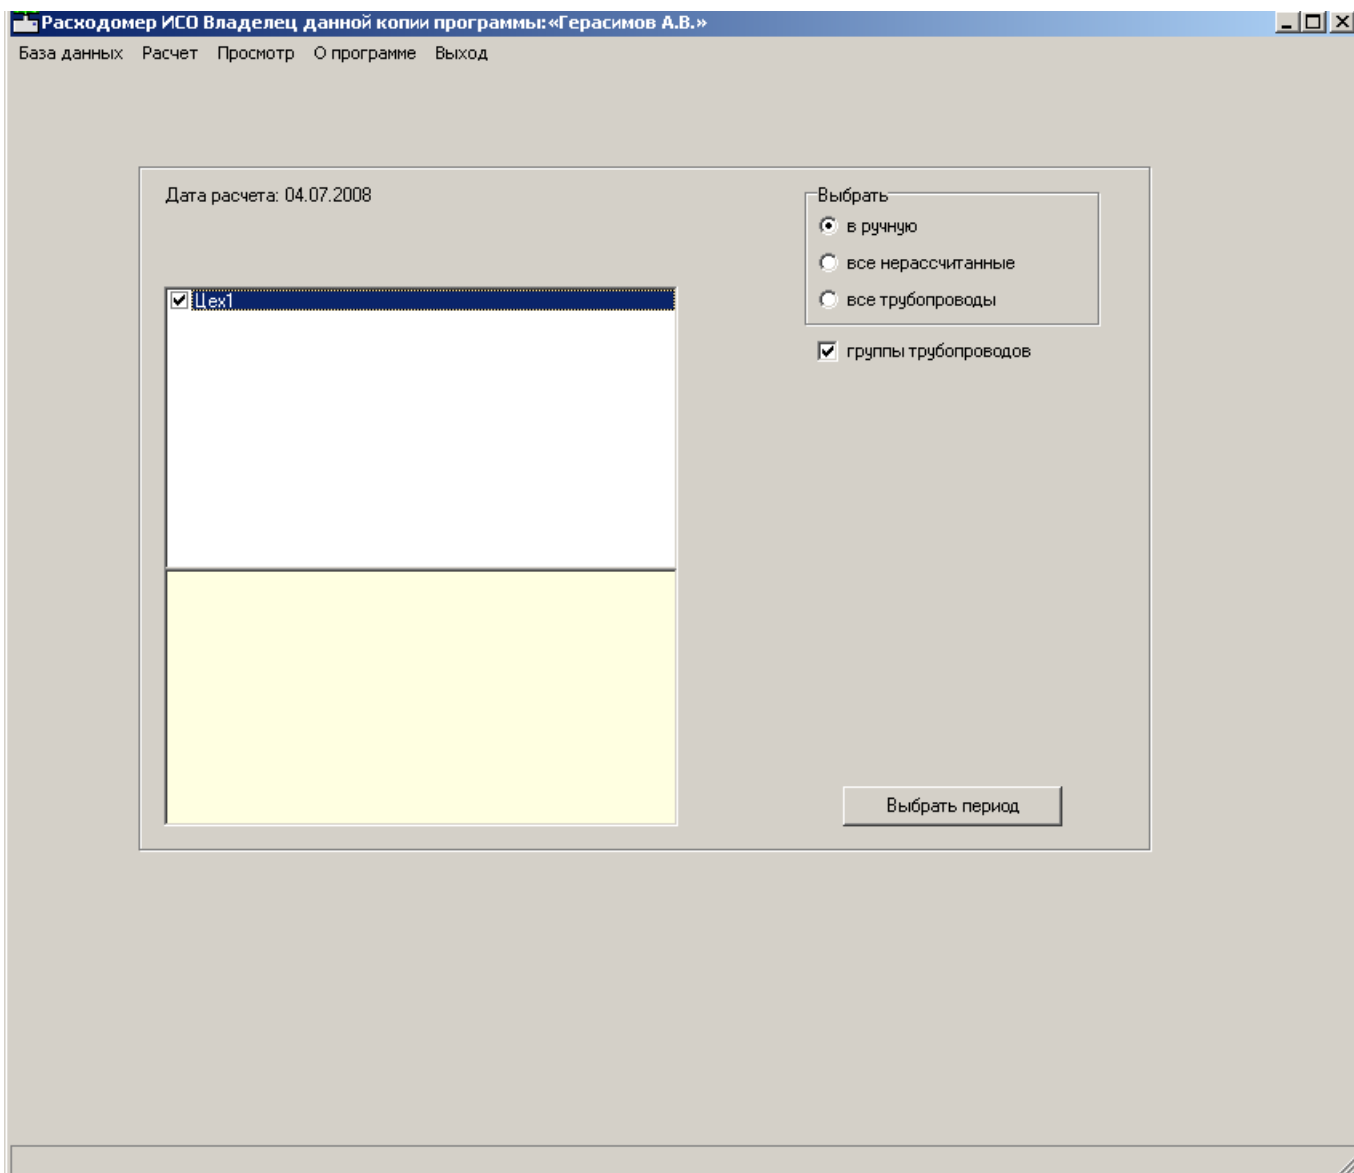 Расходомер ИСО Владелец данной копии программы:«Герасимов А.В.»
База данных Расчет Просмотр О программе Выход
Дата расчета: 04.07.2008
Выбрать
в ручную
все нерассчитанные
все трубопроводы
Цех1
группы трубопроводов
Выбрать период